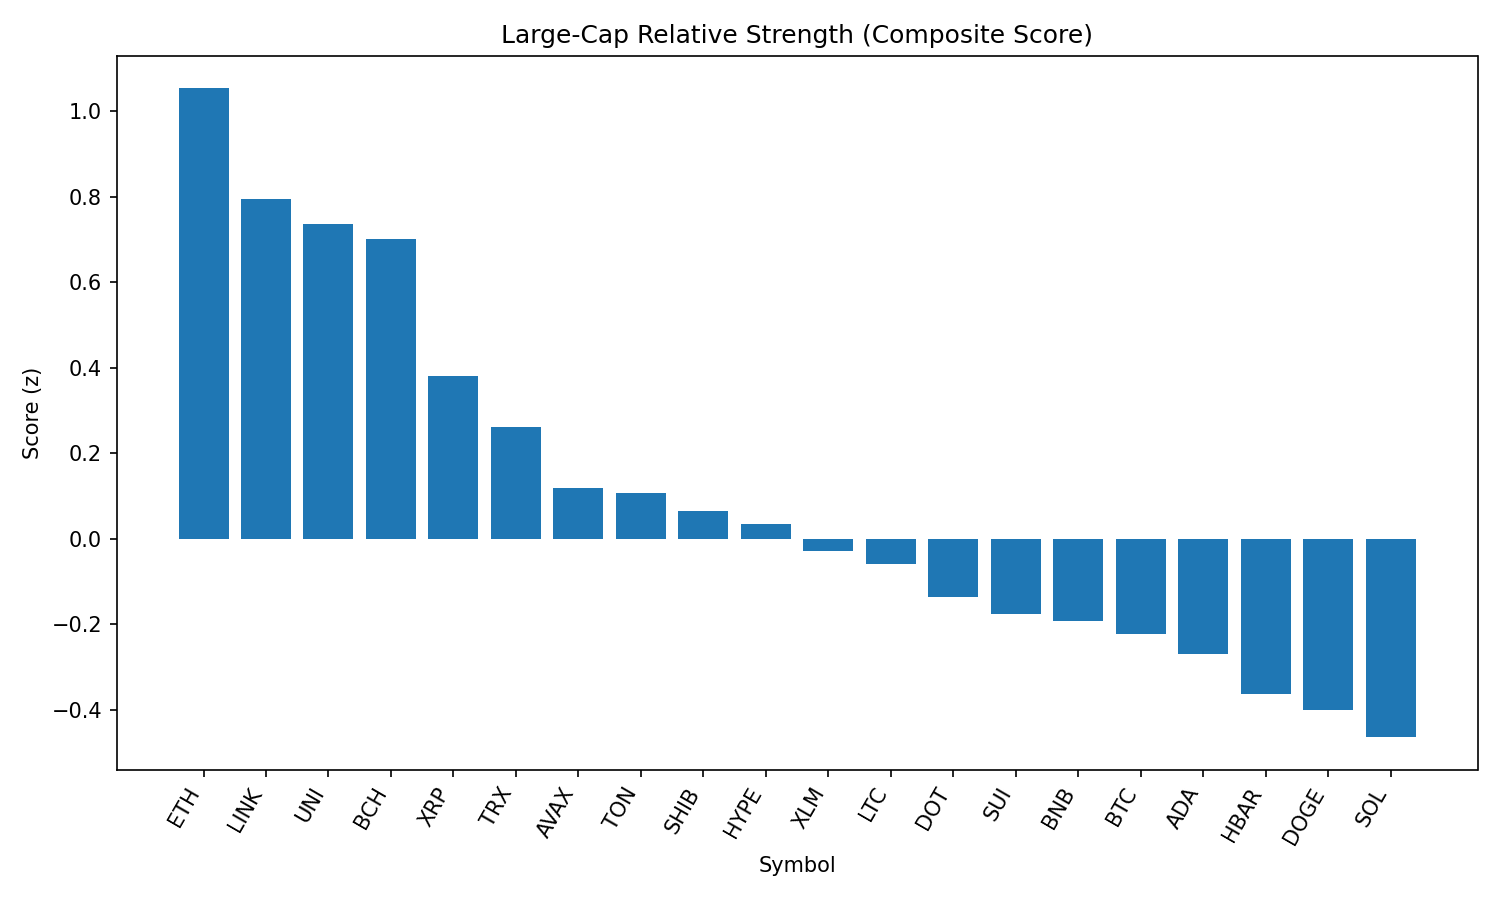 Large-Cap Relative Strength (Composite Score)
Score (z)
1.0
0.8
0.6
0.4
0.2
0.0
−0.2
−0.4
ETH LINK UNI BCH XRP TRX AVAX TON SHIB HYPE XLM LTC DOT SUI BNB BTC ADA HBAR DOGE SOL
Symbol